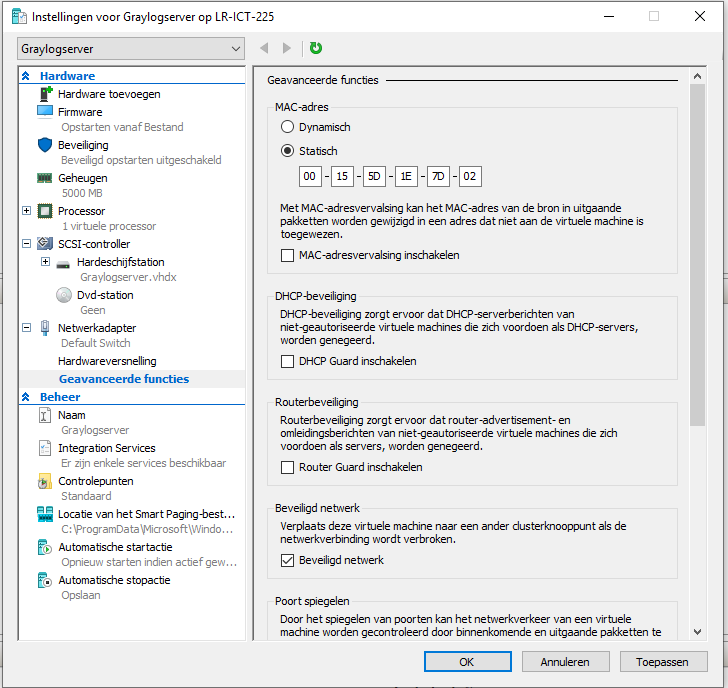 Instellingen voor Graylogserver op LR-ICT-225
Graylogserver
Hardware
Hardware toevoegen
Firmware
Opstarten vanaf Bestand
Beveiliging
Beveiligd opstarten uitgeschakeld
Geheugen
5000 MB
Processor
1 virtuele processor
SCSI-controller
Hardeschijfstation
Graylogserver.vhdx
Dvd-station
Geen
Netwerkadapter
Default Switch
Hardwareversnelling
Geavanceerde functies
Beheer
Naam
Graylogserver
Integration Services
Er zijn enkele services beschikbaar
Controlepunten
Standaard
Locatie van het Smart Paging-best...
C:\ProgramData\Microsoft\Windo...
Automatische startactie
Opnieuw starten indien actief gew...
Automatische stopactie
Opslaan
Geavanceerde functies
MAC-adres
Dynamisch
Statisch
00 - 15 - 5D - 1E - 7D - 02
Met MAC-adresvervalsing kan het MAC-adres van de bron in uitgaande
pakketten worden gewijzigd in een adres dat niet aan de virtuele machine is
toegewezen.
MAC-adresvervalsing inschakelen
DHCP-beveiliging
DHCP-beveiliging zorgt ervoor dat DHCP-serverberichten van
niet-geautoriseerde virtuele machines die zich voordoen als DHCP-servers,
worden genegeerd.
DHCP Guard inschakelen
Routerbeveiliging
Routerbeveiliging zorgt ervoor dat router-advertisement- en
omleidingsberichten van niet-geautoriseerde virtuele machines die zich
voordoen als servers, worden genegeerd.
Router Guard inschakelen
Beveiligd netwerk
Verplaats deze virtuele machine naar een ander clusterknooppunt als de
netwerkverbinding wordt verbroken.
Beveiligd netwerk
Poort spiegelen
Door het spiegelen van poorten kan het netwerkverkeer van een virtuele
machine worden gecontroleerd door binnenkomende en uitgaande pakketten te
OK
Annuleren
Toepassen